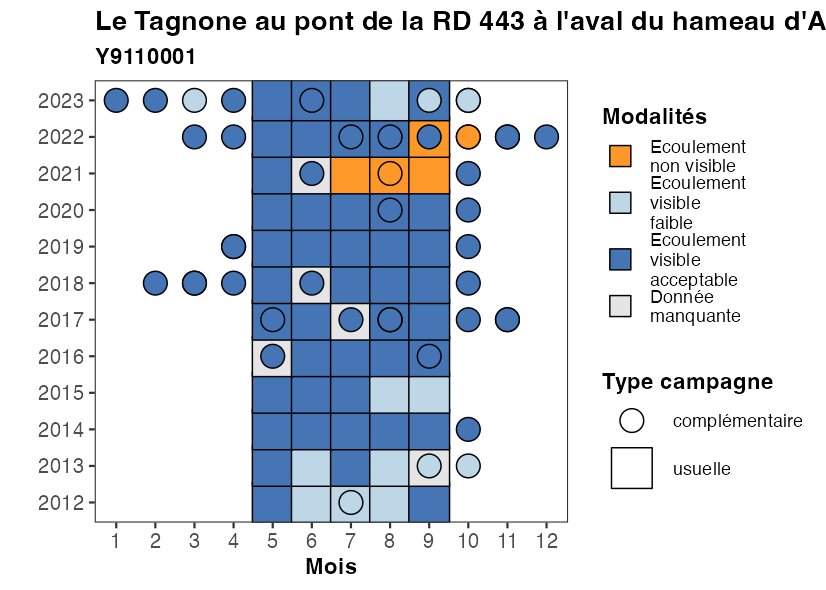 Le Tagnone au pont de la RD 443 à l'aval du hameau d'A
Y9110001
2023
2022
2021
2020
2019
2018
2017
2016
2015
2014
2013
2012
1 2 3 4 5 6 7 8 9 10 11 12
Mois
Modalités
Ecoulement
non visible
Ecoulement
visible
faible
Ecoulement
visible
acceptable
Donnée
manquante
Type campagne
complémentaire
usuelle